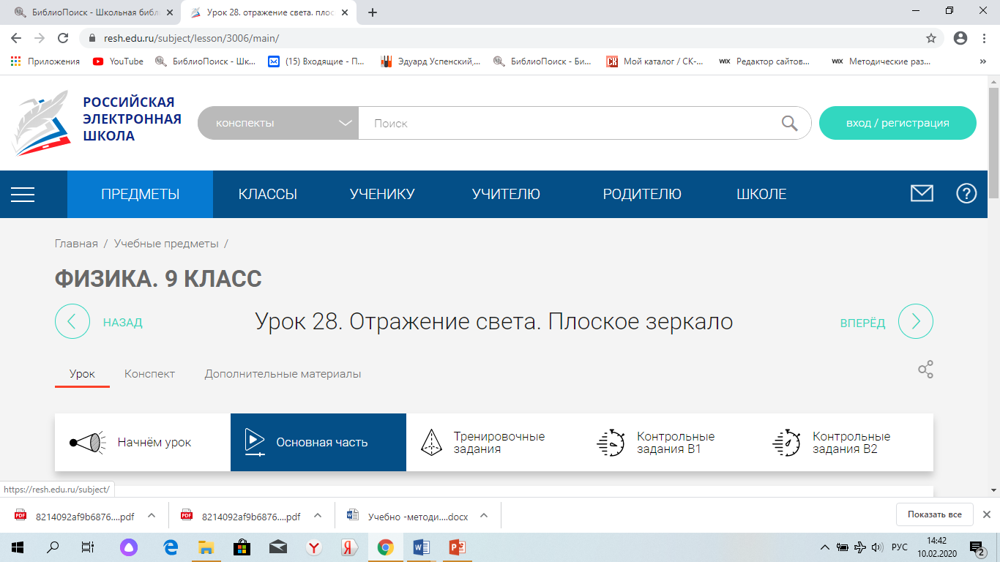 БиблиоПоиск - Школьная библ
Урок 28. отражение света. плос
resh.edu.ru/subject/lesson/3006/main/
Приложения
YouTube
БиблиоПоиск - Шк...
(15) Входящие - П...
Эдуард Успенский,...
БиблиоПоиск - Би...
Мой каталог / СК-...
WIX Редактор сайтов...
WIX Методические раз...
»
РОССИЙСКАЯ
ЭЛЕКТРОННАЯ
ШКОЛА
конспекты
Поиск
вход / регистрация
ПРЕДМЕТЫ
КЛАССЫ
УЧЕНИКУ
УЧИТЕЛЮ
РОДИТЕЛЮ
ШКОЛЕ
Главная / Учебные предметы /
ФИЗИКА. 9 КЛАСС
НАЗАД
Урок 28. Отражение света. Плоское зеркало
ВПЕРЁД
Урок
Конспект
Дополнительные материалы
Начнём урок
Основная часть
Тренировочные
задания
Контрольные
задания В1
Контрольные
задания В2
https://resh.edu.ru/subject/
8214092af9b6876....pdf
8214092af9b6876....pdf
Учебно -методи....docx
Показать все
РУС
14:42
10.02.2020
2